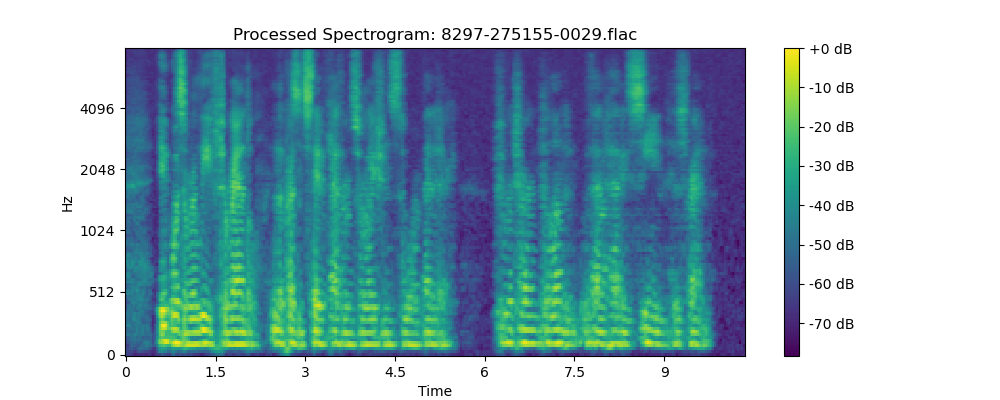 Processed Spectrogram: 8297-275155-0029.flac
Hz
4096
2048
1024
512
0
0 1.5 3 4.5 6 7.5 9
Time
+0 dB
-10 dB
-20 dB
-30 dB
-40 dB
-50 dB
-60 dB
-70 dB